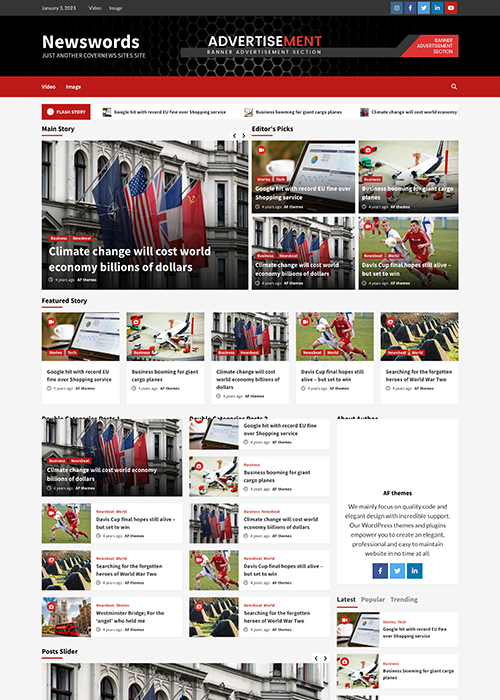 January 3, 2023 Video Image
Newswords
JUST ANOTHER COVERNEWS SITES SITE
ADVERTISEMENT
BANNER ADVERTISEMENT SECTION
BANNER
ADVERTISEMENT
SECTION
Video Image
FLASH STORY
Google hit with record EU fine over Shopping service
Business booming for giant cargo planes
Climate change will cost world economy
Main Story
Business Newsbeat
Climate change will cost world
economy billions of dollars
4 years ago AF themes
Editor's Picks
Stories Tech
Google hit with record EU fine over
Shopping service
4 years ago AF themes
Business
Business booming for giant cargo
planes
4 years ago AF themes
Business Newsbeat
Climate change will cost world
economy billions of dollars
4 years ago AF themes
Newsbeat World
Davis Cup final hopes still alive –
but set to win
4 years ago AF themes
Featured Story
Stories Tech
Google hit with record EU
fine over Shopping service
4 years ago AF themes
Business
Business booming for giant
cargo planes
4 years ago AF themes
Business Newsbeat
Climate change will cost
world economy billions of
dollars
4 years ago AF themes
Newsbeat World
Davis Cup final hopes still
alive – but set to win
4 years ago AF themes
Newsbeat World
Searching for the forgotten
heroes of World War Two
4 years ago AF themes
Double Categories Posts 1
Business Newsbeat
Climate change will cost world economy
billions of dollars
4 years ago AF themes
Newsbeat World
Davis Cup final hopes still alive –
but set to win
4 years ago AF themes
Newsbeat World
Searching for the forgotten
heroes of World War Two
4 years ago AF themes
Newsbeat Stories
Westminster Bridge: For the
'angel' who held me
4 years ago AF themes
Double Categories Posts 2
Google hit with record EU fine
over Shopping service
4 years ago AF themes
Business
Business booming for giant
cargo planes
4 years ago AF themes
Business Newsbeat
Climate change will cost world
economy billions of dollars
4 years ago AF themes
Newsbeat World
Davis Cup final hopes still alive –
but set to win
4 years ago AF themes
Newsbeat World
Searching for the forgotten
heroes of World War Two
4 years ago AF themes
About Author
AF themes
We mainly focus on quality code and
elegant design with incredible support.
Our WordPress themes and plugins
empower you to create an elegant,
professional and easy to maintain
website in no time at all.
Latest Popular Trending
Stories Tech
Google hit with record EU fine
over Shopping service
4 years ago AF themes
Business
Business booming for giant
cargo planes
4 years ago AF themes
Posts Slider